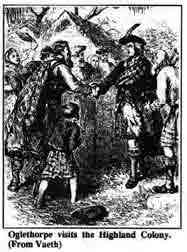 Oglethorpe visits the Highland Colony.
(From Vaeth)